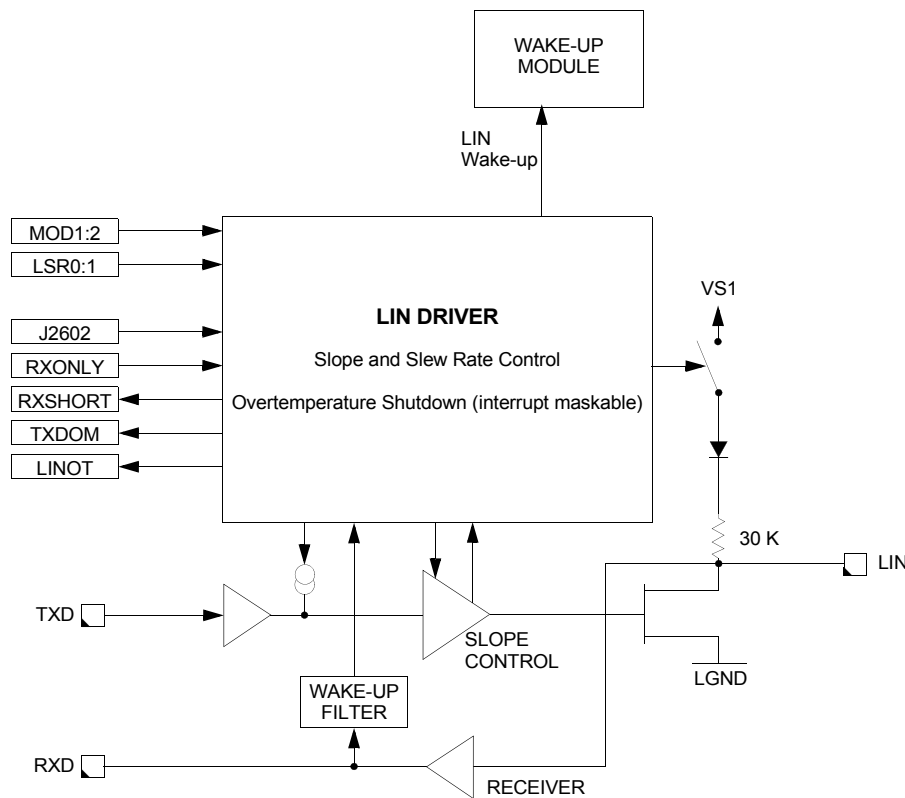 WAKE-UP
MODULE
LIN
Wake-up
MOD1:2
LSR0:1
J2602
RXONLY
RXSHORT
TXDOM
LINOT
LIN DRIVER
Slope and Slew Rate Control
Overtemperature Shutdown (interrupt maskable)
VS1
30 K
LIN
TXD
SLOPE
CONTROL
LGND
WAKE-UP
FILTER
RXD
RECEIVER